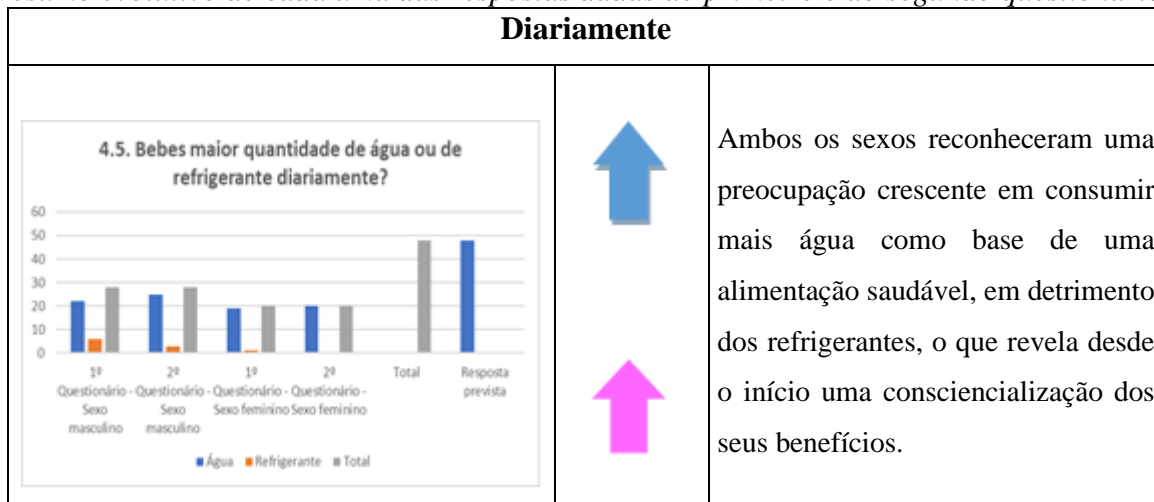 Diariamente
4.5. Bebes maior quantidade de água ou de
refrigerante diariamente?
60
50
40
30
20
10
0
1º
Questionário -
Sexo
masculino
2º
Questionário -
Sexo
masculino
1º
Questionário -
Sexo feminino
2º
Questionário -
Sexo feminino
Total
Resposta
prevista
Água Refrigerante Total
Ambos os sexos reconheceram uma
preocupação crescente em consumir
mais água como base de uma
alimentação saudável, em detrimento
dos refrigerantes, o que revela desde
o início uma consciencialização dos
seus benefícios.